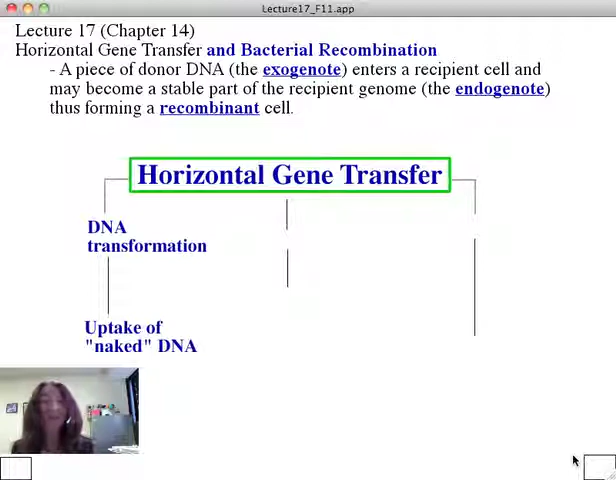 Lecture17_F11.app
Lecture 17 (Chapter 14)
Horizontal Gene Transfer and Bacterial Recombination
- A piece of donor DNA (the exogenote) enters a recipient cell and
may become a stable part of the recipient genome (the endogenote)
thus forming a recombinant cell.
Horizontal Gene Transfer
DNA
transformation
Uptake of
"naked" DNA